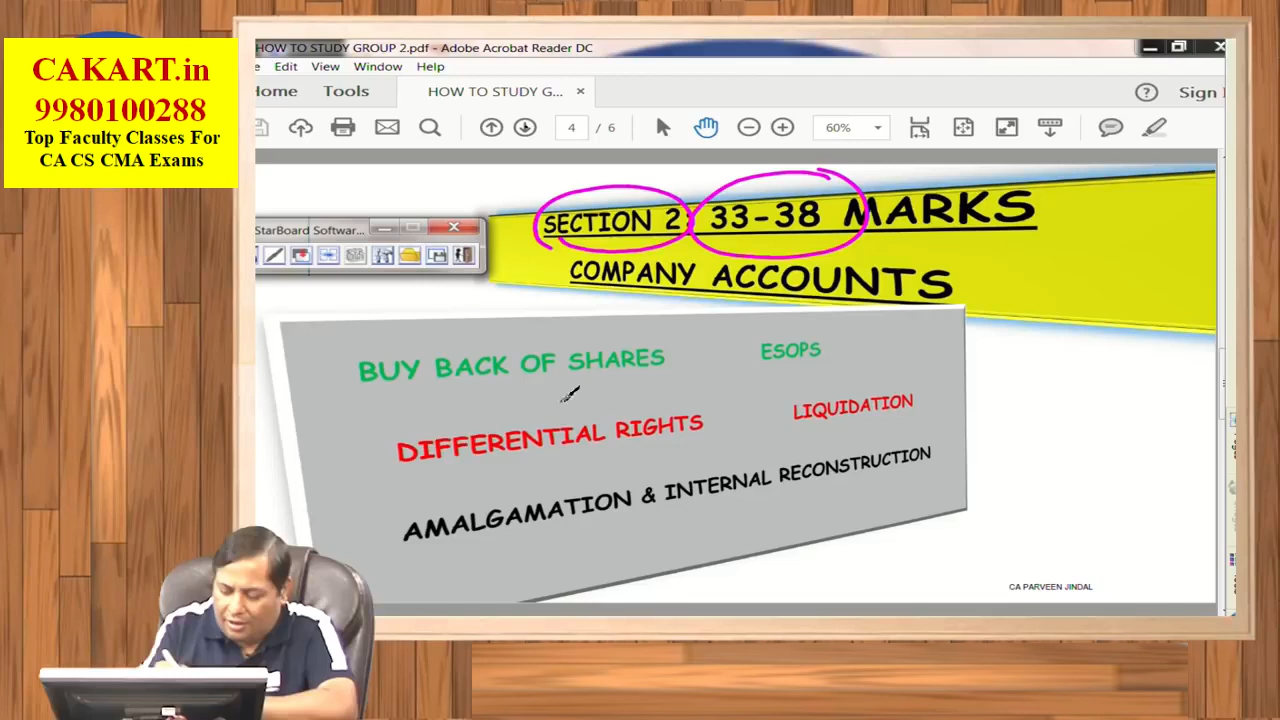 CAKART.in
9980100288
Top Faculty Classes For
CA CS CMA Exams
HOW TO STUDY GROUP 2.pdf - Adobe Acrobat Reader DC
Edit View Window Help
Home Tools HOW TO STUDY G... × ? Sign
4 / 6 60%
SECTION 2: 33-38 MARKS
COMPANY ACCOUNTS
StarBoard Softwar...
BUY BACK OF SHARES ESOPS
DIFFERENTIAL RIGHTS LIQUIDATION
AMALGAMATION & INTERNAL RECONSTRUCTION
CA PARVEEN JINDAL